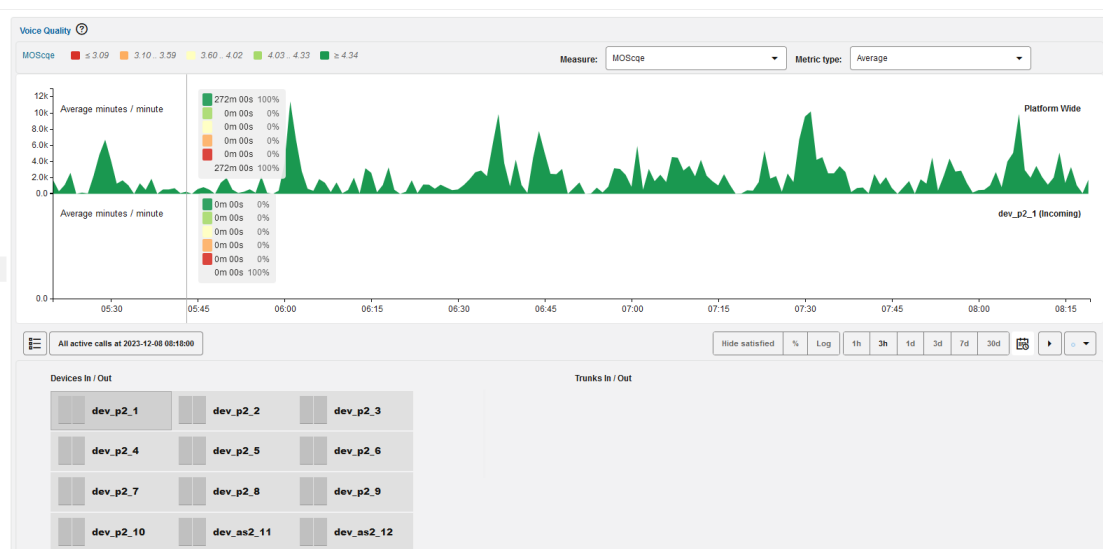 Voice Quality ?
MOScqe ≤ 3.09 3.10 .. 3.59 3.60 .. 4.02 4.03 .. 4.33 ≥ 4.34
Measure: MOScqe Metric type: Average
12k
10k
8.0k
6.0k
4.0k
2.0k
0.0
Average minutes / minute
Platform Wide
272m 00s 100%
0m 00s 0%
0m 00s 0%
0m 00s 0%
0m 00s 0%
272m 00s 100%
Average minutes / minute
dev_p2_1 (Incoming)
0m 00s 0%
0m 00s 0%
0m 00s 0%
0m 00s 0%
0m 00s 0%
0m 00s 100%
0.0
05:30 05:45 06:00 06:15 06:30 06:45 07:00 07:15 07:30 07:45 08:00 08:15
All active calls at 2023-12-08 08:18:00
Hide satisfied % Log 1h 3h 1d 3d 7d 30d
Devices In / Out
Trunks In / Out
dev_p2_1 dev_p2_2 dev_p2_3
dev_p2_4 dev_p2_5 dev_p2_6
dev_p2_7 dev_p2_8 dev_p2_9
dev_p2_10 dev_as2_11 dev_as2_12